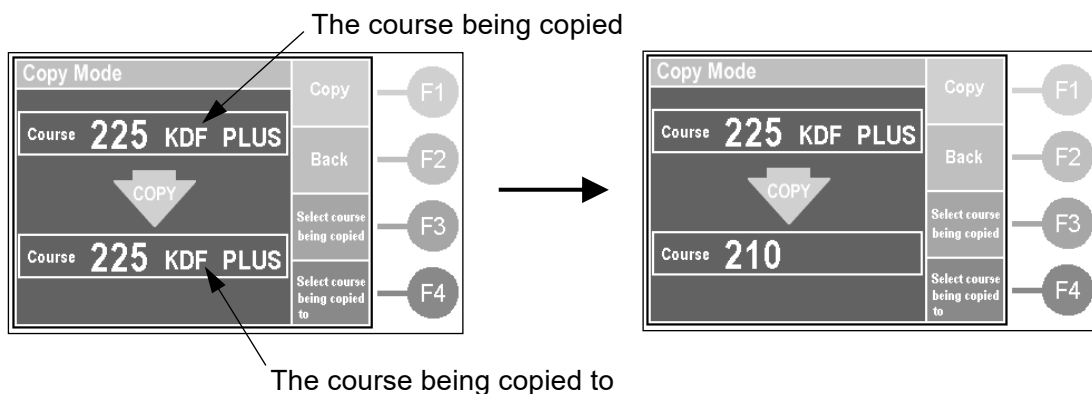 The course being copied
Copy Mode
Copy
F1
Course 225 KDF PLUS
Back
F2
COPY
Select course
being copied
F3
Course 225 KDF PLUS
Select course
being copied
to
F4
The course being copied to
Copy Mode
Copy
F1
Course 225 KDF PLUS
Back
F2
COPY
Select course
being copied
F3
Course 210
Select course
being copied
to
F4